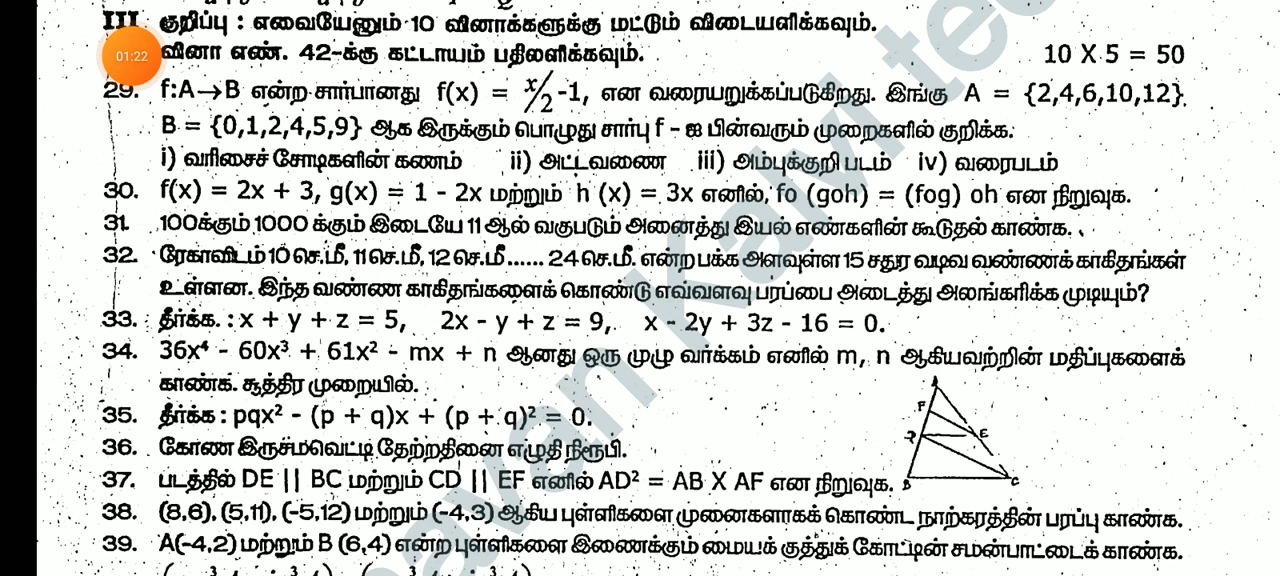 III குறிப்பு : எவையேனும் 10 வினாக்களுக்கு மட்டும் விடையளிக்கவும்.
வினா எண். 42-க்கு கட்டாயம் பதிலளிக்கவும். 10 X 5 = 50
01:22
29. f:A→B என்ற சார்பானது f(x) = x/2 -1, என வரையறுக்கப்படுகிறது. இங்கு A = {2,4,6,10,12},
B = {0,1,2,4,5,9} ஆக இருக்கும் பொழுது சார்பு f - ஐ பின்வரும் முறைகளில் குறிக்க.
i) வரிசைச் சோடிகளின் கணம் ii) அட்டவணை iii) அம்புக்குறி படம் iv) வரைபடம்
30. f(x) = 2x + 3, g(x) = 1 - 2x மற்றும் h (x) = 3x எனில், fo (goh) = (fog) oh என நிறுவுக.
31. 100க்கும் 1000 க்கும் இடையே 11 ஆல் வகுபடும் அனைத்து இயல் எண்களின் கூடுதல் காண்க.
32. ரேகாவிடம் 10 செ.மீ, 11 செ.மீ, 12 செ.மீ...... 24 செ.மீ. என்ற பக்க அளவுள்ள 15 சதுர வடிவ வண்ணக் காகிதங்கள்
உள்ளன. இந்த வண்ண காகிதங்களைக் கொண்டு எவ்வளவு பரப்பை அடைத்து அலங்கரிக்க முடியும்?
33. தீர்க்க. : x + y + z = 5, 2x - y + z = 9, x - 2y + 3z - 16 = 0.
34. 36x⁴ - 60x³ + 61x² - mx + n ஆனது ஒரு முழு வர்க்கம் எனில் m, n ஆகியவற்றின் மதிப்புகளைக்
காண்க. சூத்திர முறையில்.
35. தீர்க்க : pqx² - (p + q)x + (p + q)² = 0.
36. கோண இருசமவெட்டி தேற்றதினை எழுதி நிரூபி.
37. படத்தில் DE || BC மற்றும் CD || EF எனில் AD² = AB X AF என நிறுவுக.
A
F
E
B
C
38. (8,6), (5,11), (-5,12) மற்றும் (-4,3) ஆகிய புள்ளிகளை முனைகளாகக் கொண்ட நாற்கரத்தின் பரப்பு காண்க.
39. A(-4,2) மற்றும் B (6,4) என்ற புள்ளிகளை இணைக்கும் மையக் குத்துக் கோட்டின் சமன்பாட்டைக் காண்க.